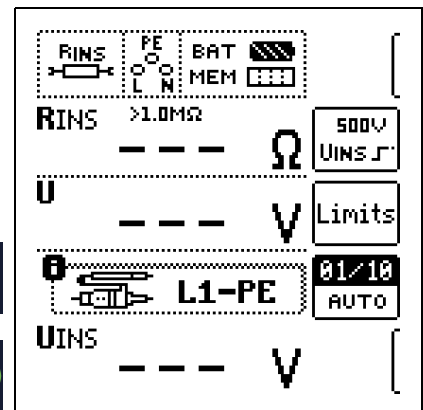 RINS PE BAT
L N MEM
RINS >1.0MΩ 500V
--- Ω UINS
U
--- V Limits
01/10
L1-PE AUTO
UINS
--- V